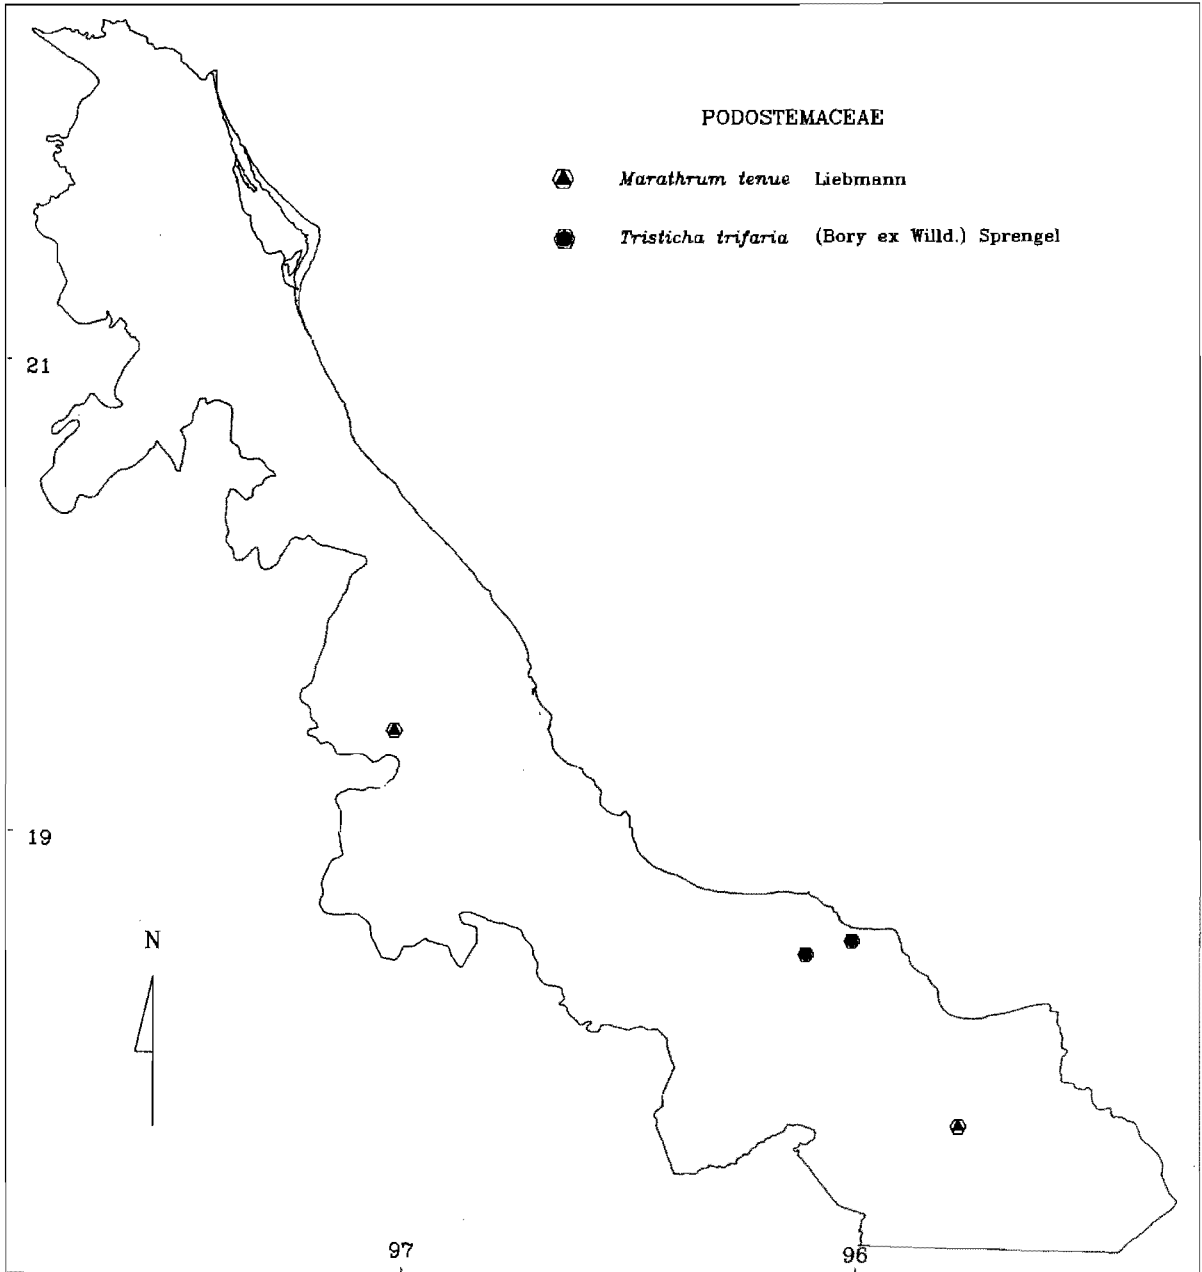 PODOSTEMACEAE
Marathrum tenue Liebmann
Tristicha trifaria (Bory ex Willd.) Sprengel
21
19
N
97
96